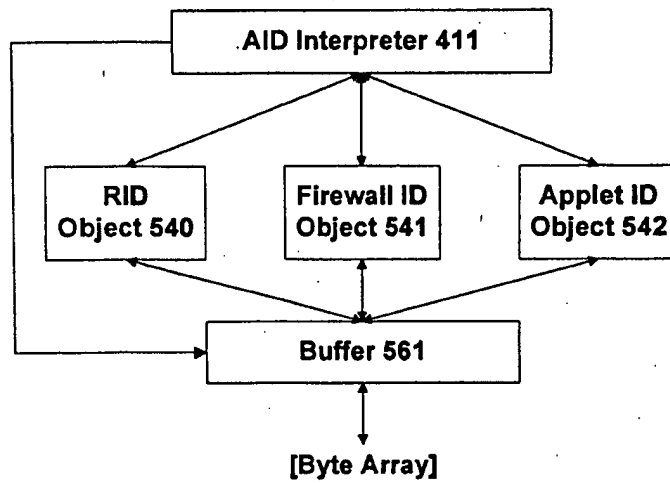 AID Interpreter 411
RID
Object 540
Firewall ID
Object 541
Applet ID
Object 542
Buffer 561
[Byte Array]